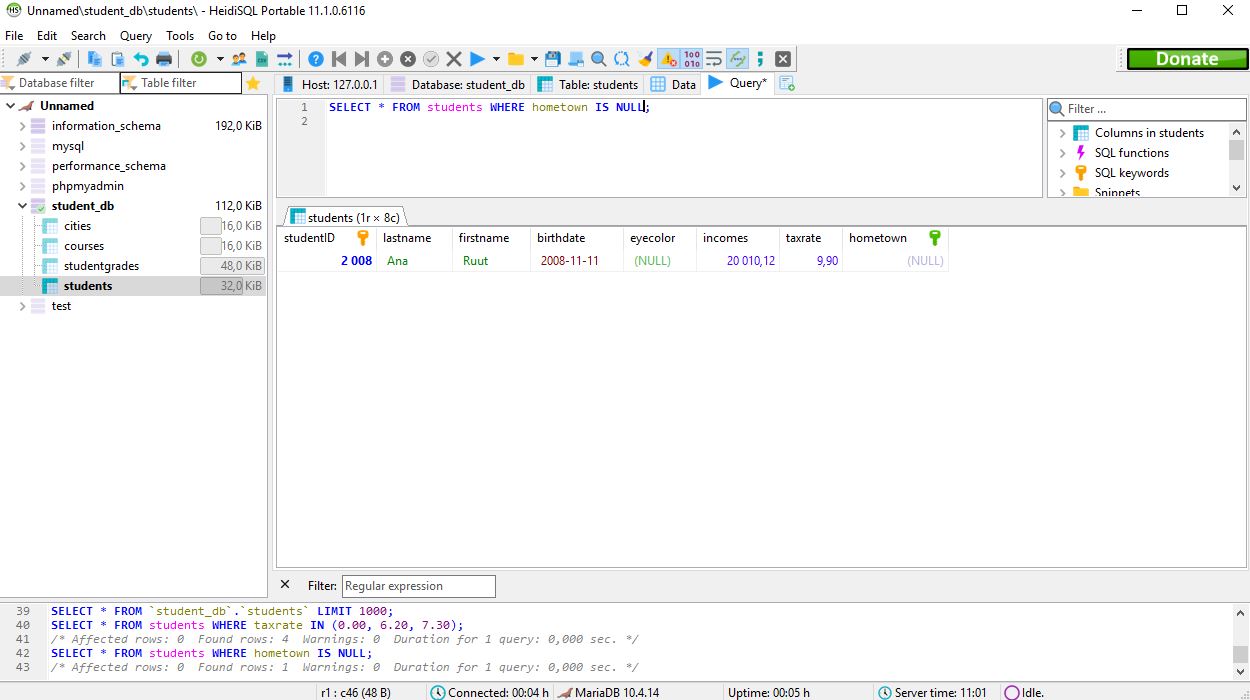 Unnamed\student_db\students\ - HeidiSQL Portable 11.1.0.6116
File Edit Search Query Tools Go to Help
Donate
Database filter Table filter
Host: 127.0.0.1 Database: student_db Table: students Data Query*
Unnamed
information_schema 192,0 KiB
mysql
performance_schema
phpmyadmin
student_db 112,0 KiB
cities 16,0 KiB
courses 16,0 KiB
studentgrades 48,0 KiB
students 32,0 KiB
test
1 SELECT * FROM students WHERE hometown IS NULL;
2
Filter ...
Columns in students
SQL functions
SQL keywords
Snippets
students (1r × 8c)
studentID lastname firstname birthdate eyecolor incomes taxrate hometown
2 008 Ana Ruut 2008-11-11 (NULL) 20 010,12 9,90 (NULL)
Filter: Regular expression
39 SELECT * FROM `student_db`.`students` LIMIT 1000;
40 SELECT * FROM students WHERE taxrate IN (0.00, 6.20, 7.30);
41 /* Affected rows: 0 Found rows: 4 Warnings: 0 Duration for 1 query: 0,000 sec. */
42 SELECT * FROM students WHERE hometown IS NULL;
43 /* Affected rows: 0 Found rows: 1 Warnings: 0 Duration for 1 query: 0,000 sec. */
r1 : c46 (48 B) Connected: 00:04 h MariaDB 10.4.14 Uptime: 00:05 h Server time: 11:01 Idle.